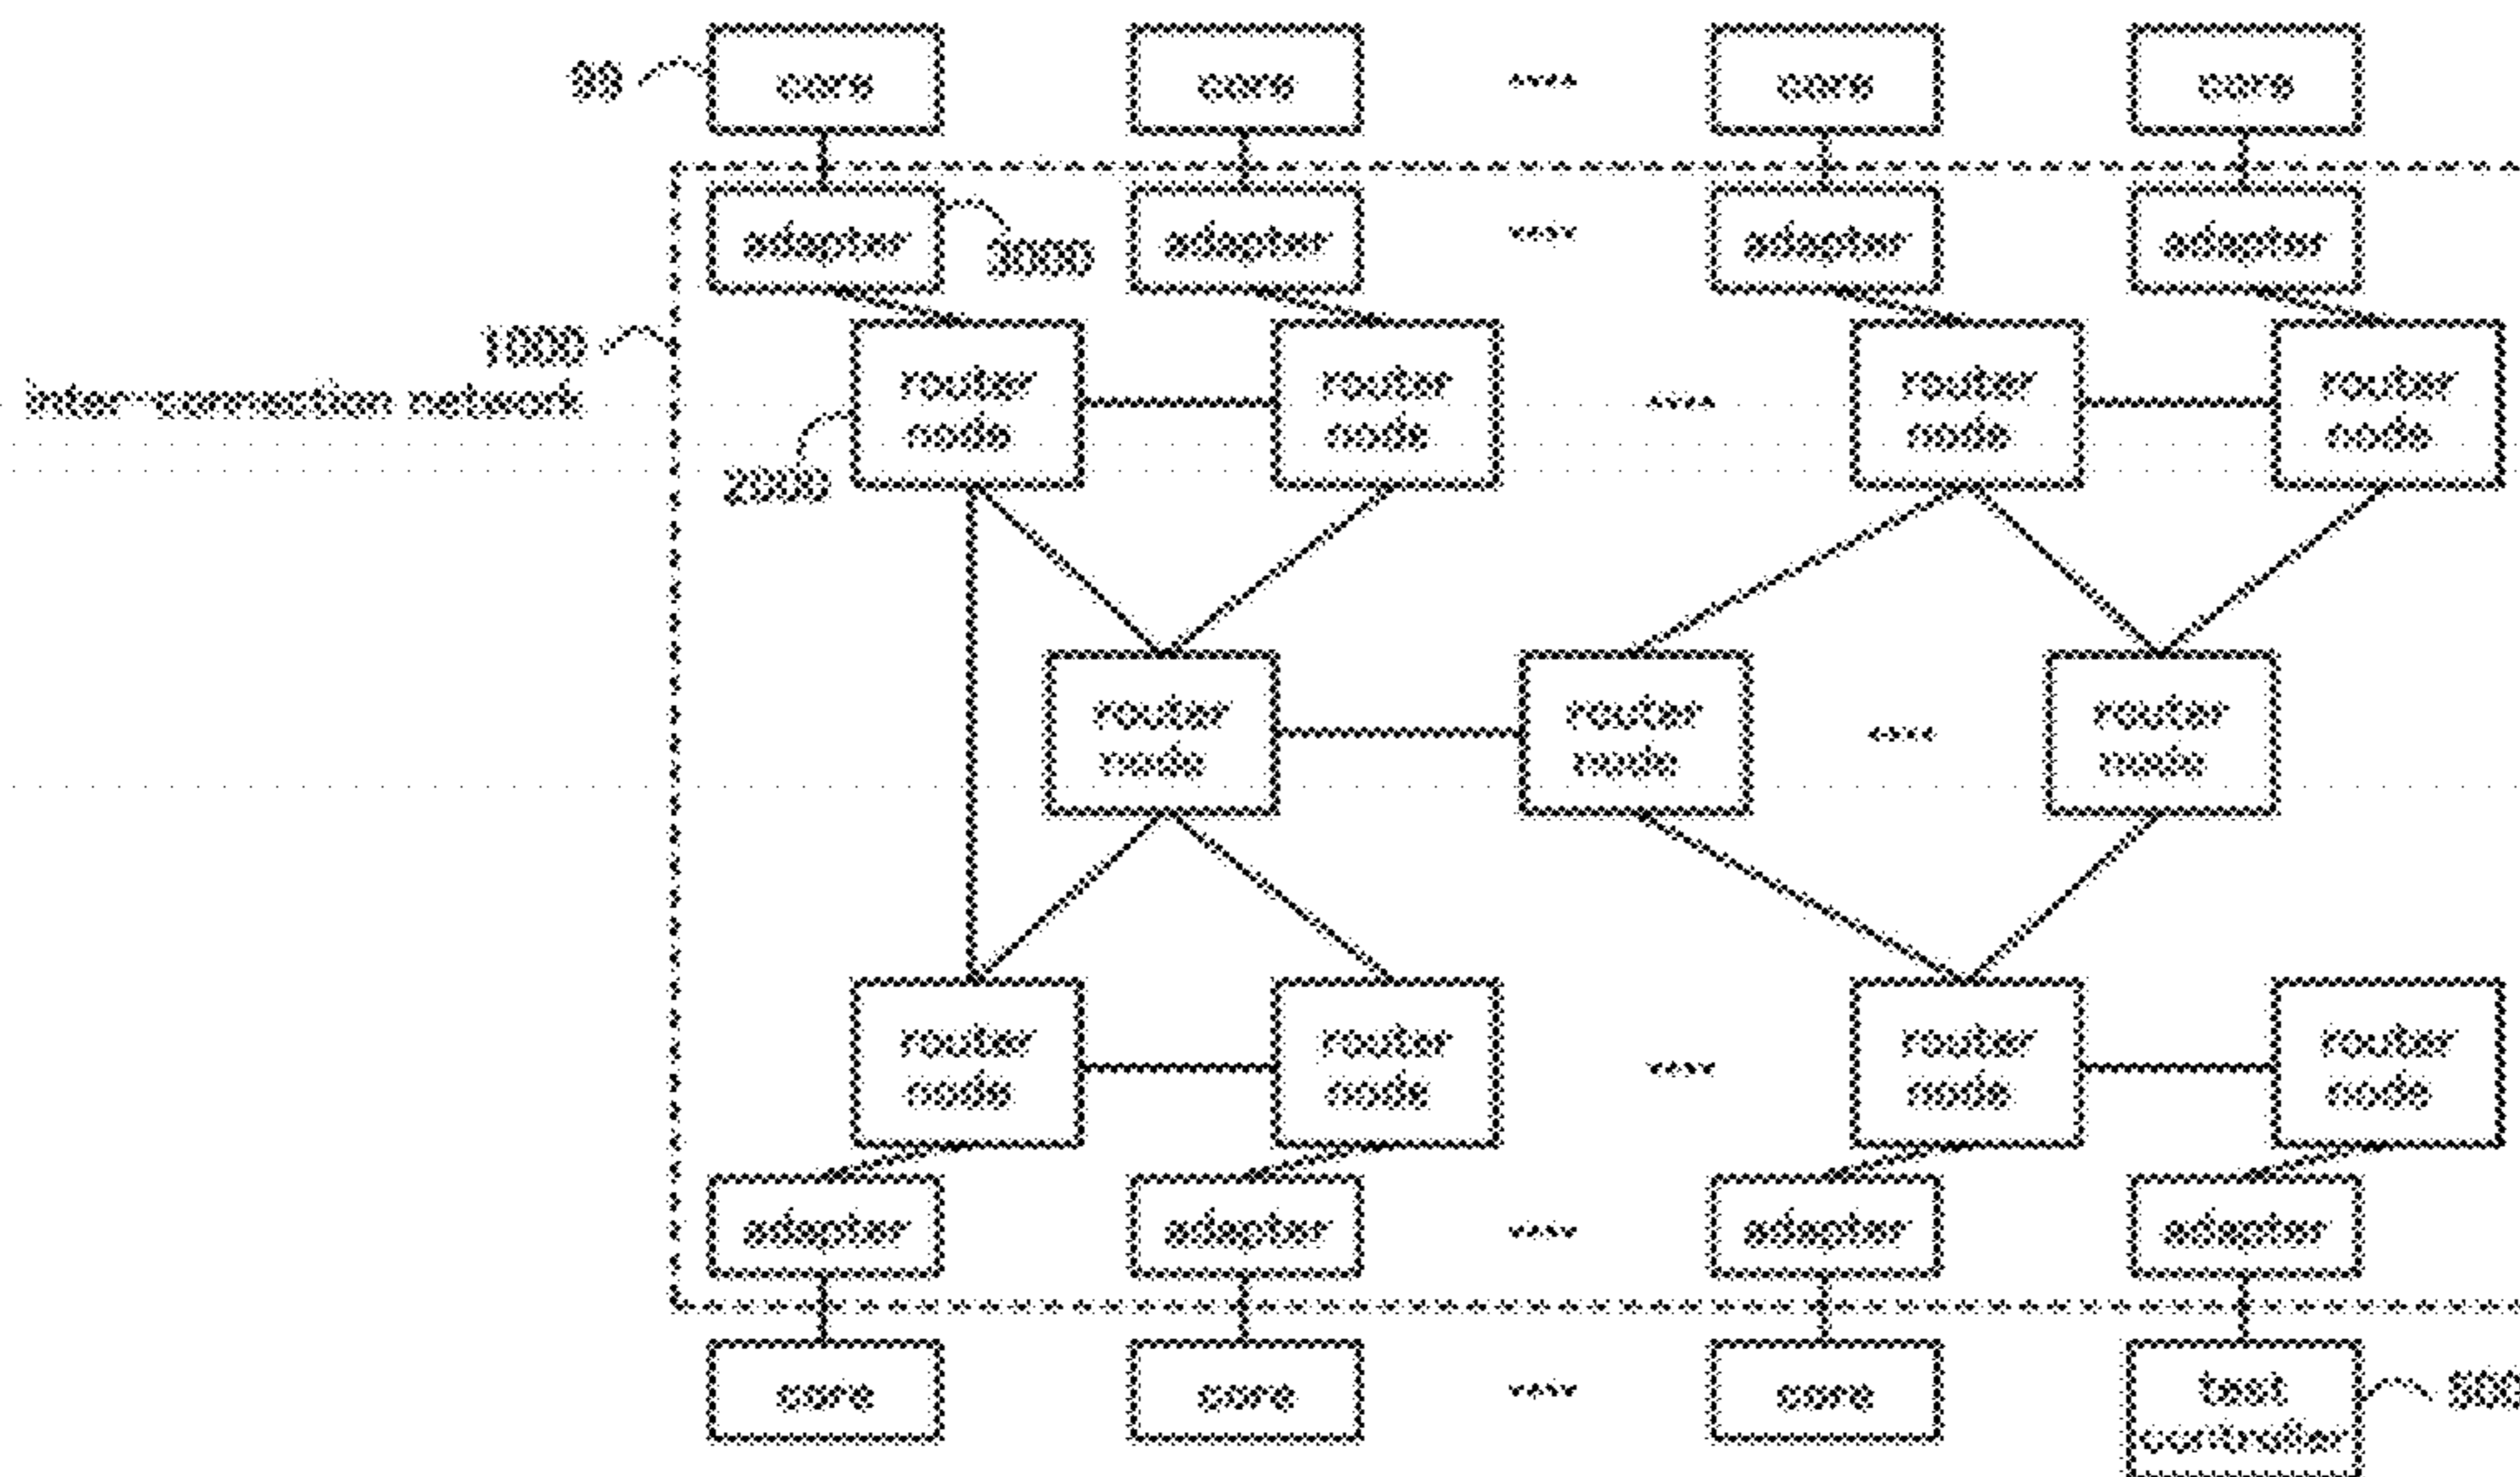 core core ···· core core
adapter adapter ···· adapter adapter
3000
1000
inter-connection network
router router router router
node node ···· node node
2000
router router router
node node ···· node
router router router router
node node ···· node node
adapter adapter ···· adapter adapter
core core ···· core test
controller